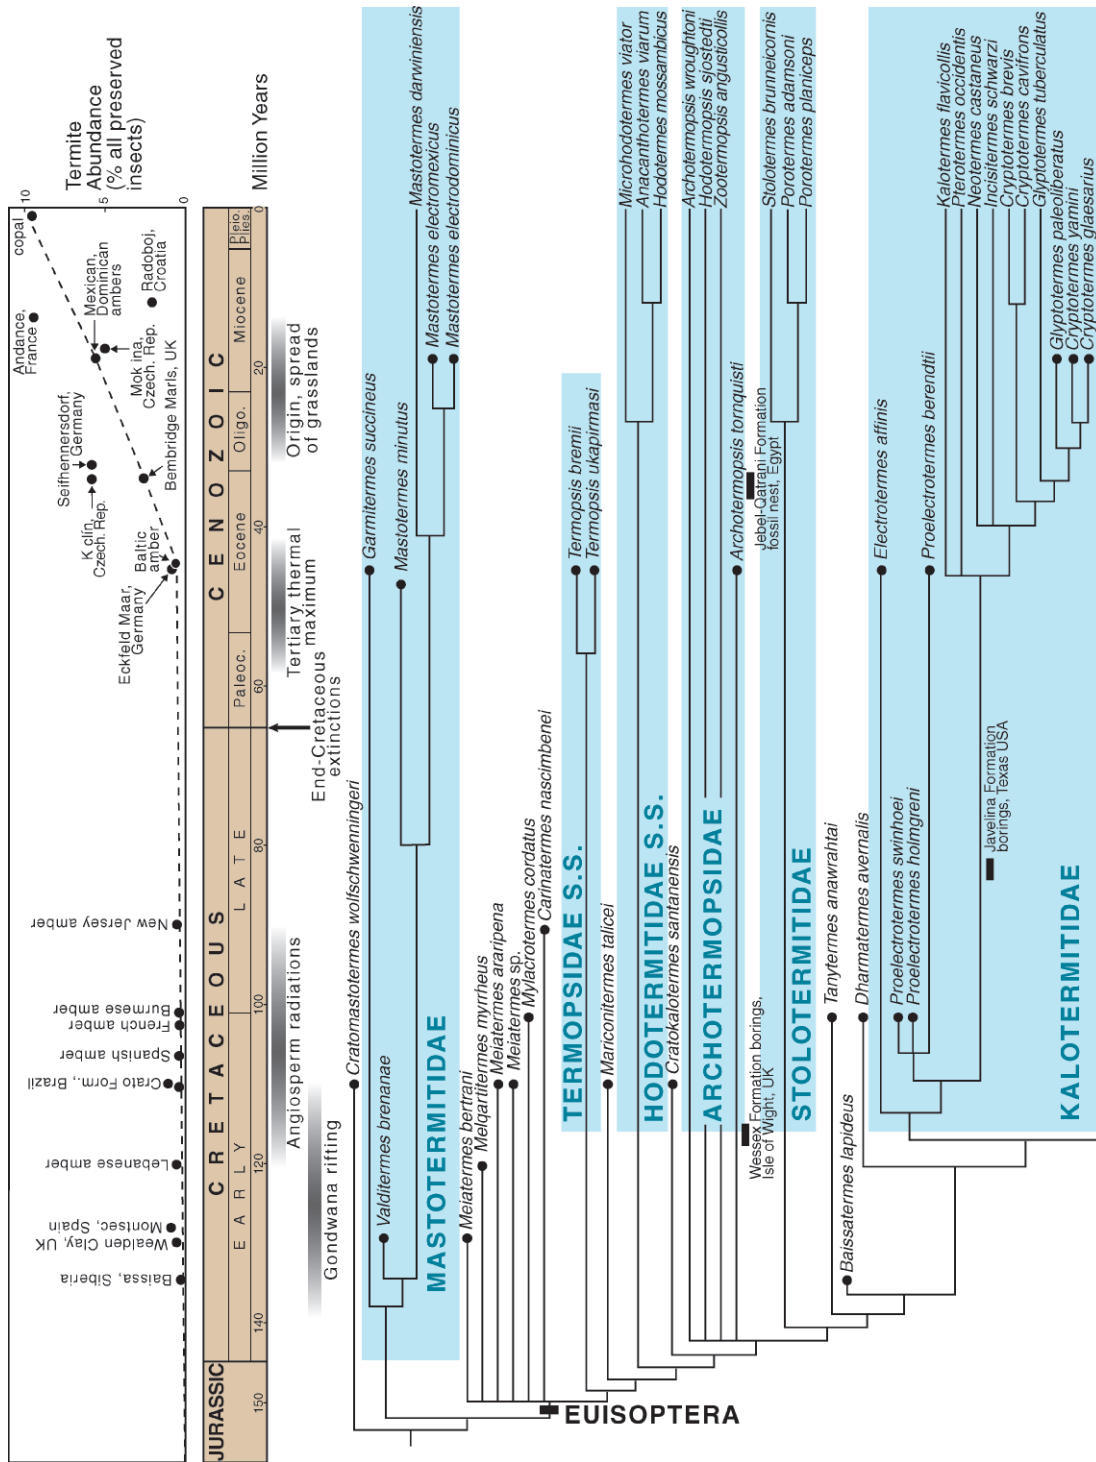 Termite
Abundance
(% all preserved
insects)
10
5
0
copal
Andance,
France
Mexican,
Dominican
ambers
Radoboj,
Croatia
Mok ina,
Czech. Rep.
Seifhennersdorf,
Germany
K clín,
Czech. Rep.
Bembridge Marls, UK
Baltic
amber
Eckfeld Maar,
Germany
New Jersey amber
Burmese amber
French amber
Spanish amber
Crato Form., Brazil
Lebanese amber
Montsec, Spain
Wealden Clay, UK
Baissa, Siberia
Million Years
JURASSIC
CRETACEOUS
CENOZOIC
EARLY
LATE
Paleoc.
Eocene
Oligo.
Miocene
Pleio.
Pleis.
150
140
120
100
80
60
40
20
0
Gondwana rifting
Angiosperm radiations
End-Cretaceous
extinctions
Tertiary thermal
maximum
Origin, spread
of grasslands
Cratomastotermes wolfschwenningeri
Garmitermes succineus
Valditermes brenanae
Mastotermes minutus
Mastotermes darwiniensis
Mastotermes electromexicus
Mastotermes electrodominicus
MASTOTERMITIDAE
Meiatermes bertrani
Melqartitermes myrrheus
Meiatermes araripena
Meiatermes sp.
Mylacrotermes cordatus
Carinatermes nascimbenei
EUISOPTERA
TERMOPSIDAE S.S.
Termopsis bremii
Termopsis ukapirmasi
Mariconitermes talicei
HODOTERMITIDAE S.S.
Microhodotermes viator
Anacanthotermes viarum
Hodotermes mossambicus
Cratokalotermes santanensis
ARCHOTERMOPSIDAE
Archotermopsis wroughtoni
Hodotermopsis sjostedti
Zootermopsis angusticollis
Archotermopsis tornquisti
Wessex Formation borings,
Isle of Wight, UK
Jebel-Qatrani Formation
fossil nest, Egypt
STOLOTERMITIDAE
Stolotermes brunneicornis
Porotermes adamsoni
Porotermes planiceps
Tanytermes anawrahtai
Baissatermes lapideus
Dharmatermes avernalis
Electrotermes affinis
Proelectrotermes swinhoei
Proelectrotermes holmgreni
Proelectrotermes berendtii
Javelina Formation
borings, Texas USA
KALOTERMITIDAE
Kalotermes flavicollis
Pterotermes occidentis
Neotermes castaneus
Incisitermes schwarzi
Cryptotermes brevis
Cryptotermes cavifrons
Glyptotermes tuberculatus
Glyptotermes paleoliberatus
Cryptotermes yamini
Cryptotermes glaesarius